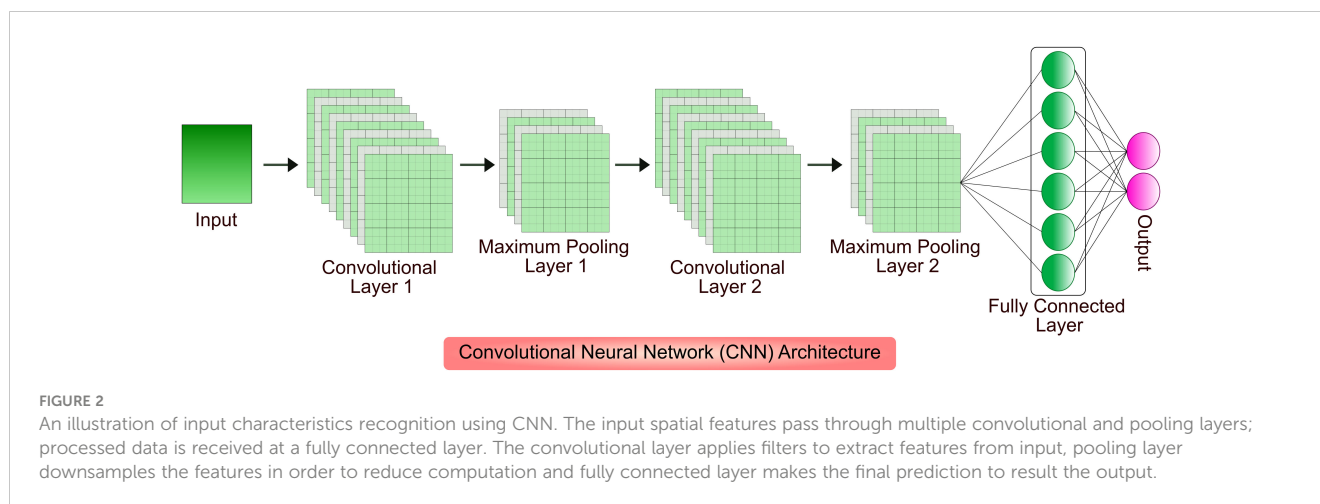 Input
Convolutional
Layer 1
Maximum Pooling
Layer 1
Convolutional
Layer 2
Maximum Pooling
Layer 2
Fully Connected
Layer
Output
Convolutional Neural Network (CNN) Architecture
FIGURE 2
An illustration of input characteristics recognition using CNN. The input spatial features pass through multiple convolutional and pooling layers;
processed data is received at a fully connected layer. The convolutional layer applies filters to extract features from input, pooling layer
downsamples the features in order to reduce computation and fully connected layer makes the final prediction to result the output.